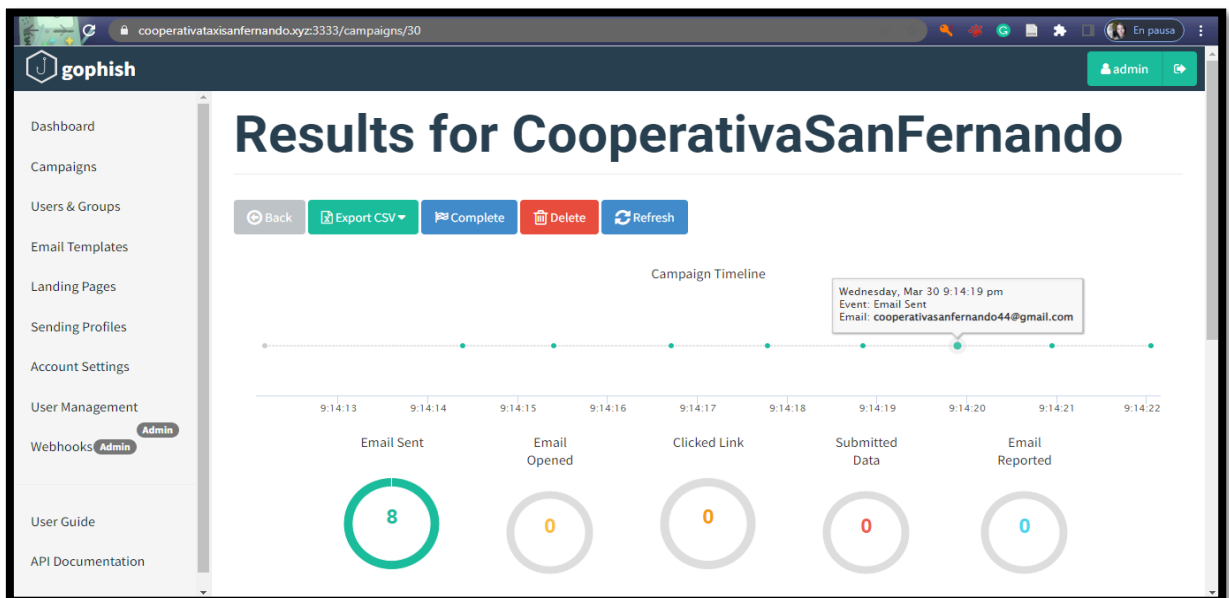 cooperativataxisanfernando.xyz:3333/campaigns/30
En pausa
gophish
admin
Dashboard
Campaigns
Users & Groups
Email Templates
Landing Pages
Sending Profiles
Account Settings
User Management
Admin
Webhooks Admin
User Guide
API Documentation
Results for CooperativaSanFernando
Back Export CSV Complete Delete Refresh
Campaign Timeline
Wednesday, Mar 30 9:14:19 pm
Event: Email Sent
Email: cooperativasanfernando44@gmail.com
9:14:13 9:14:14 9:14:15 9:14:16 9:14:17 9:14:18 9:14:19 9:14:20 9:14:21 9:14:22
Email Sent
8
Email
Opened
0
Clicked Link
0
Submitted
Data
0
Email
Reported
0